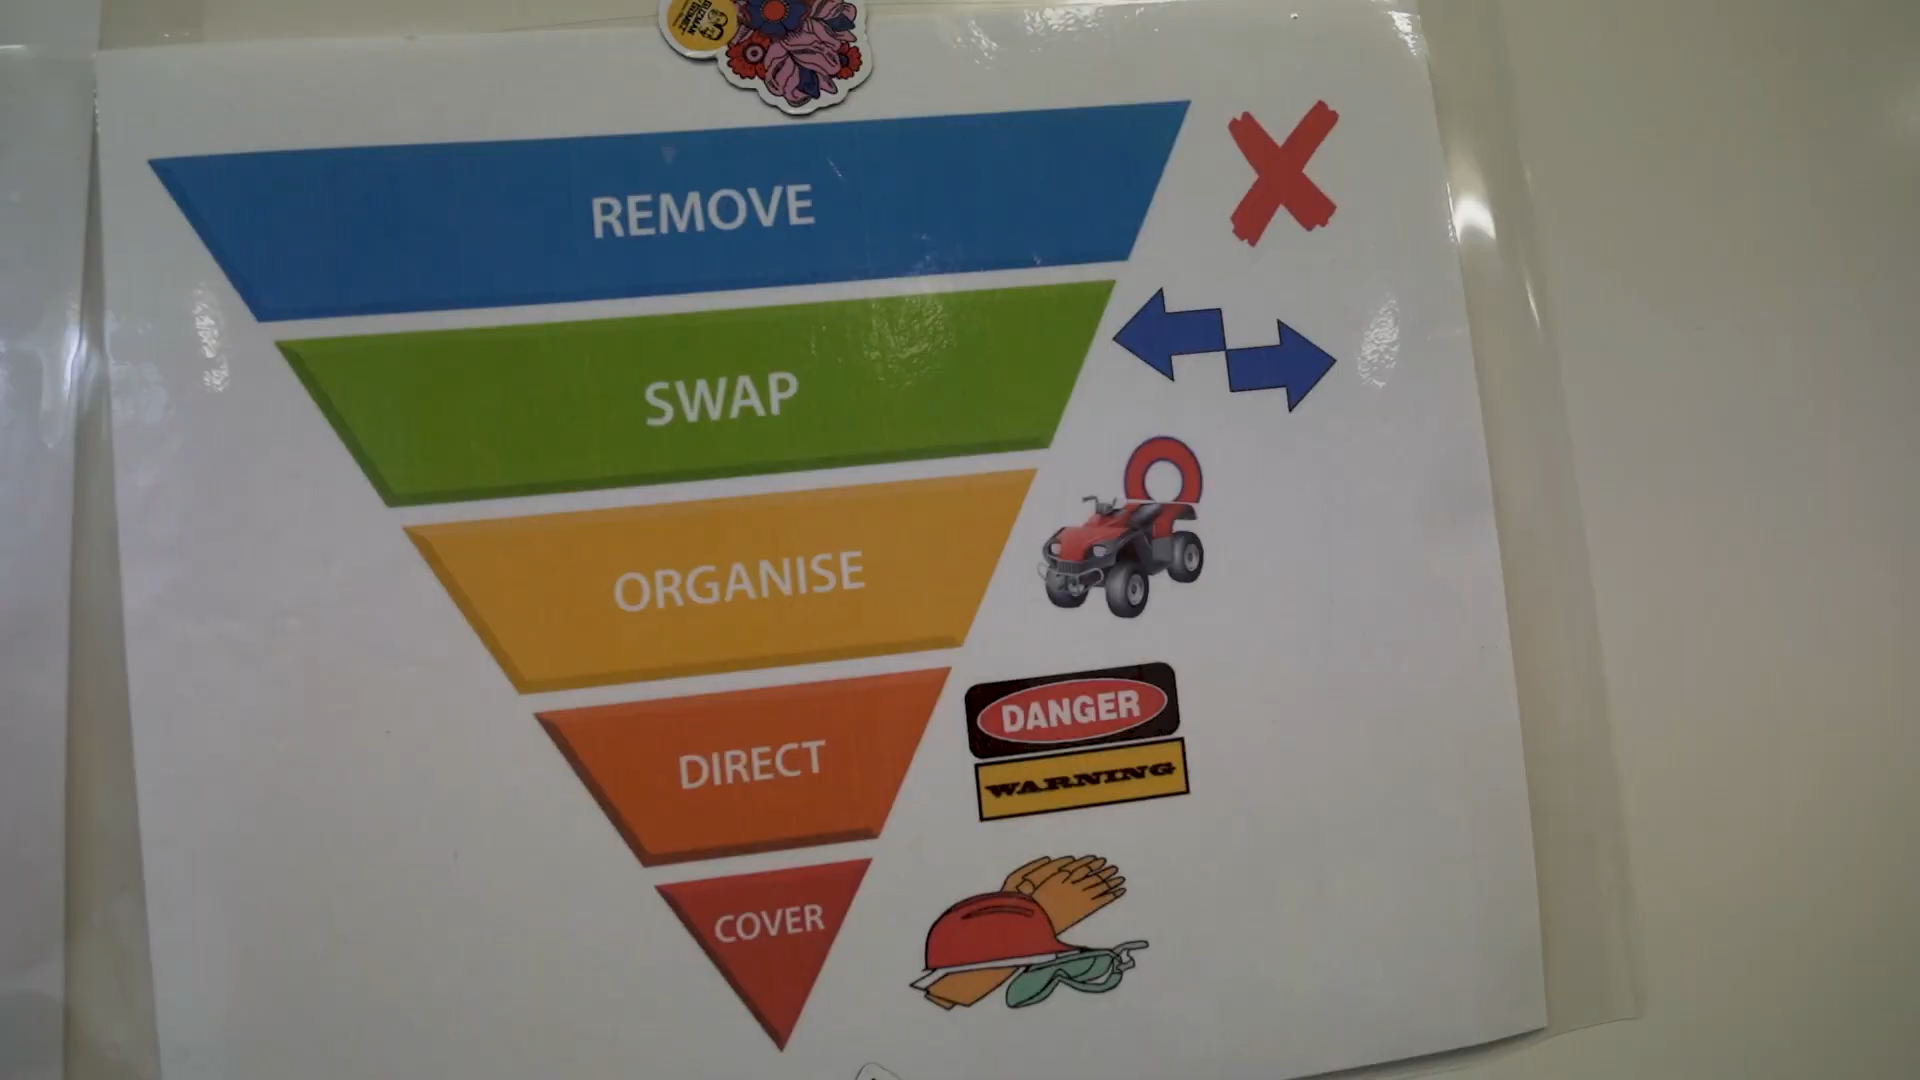 REMOVE
SWAP
ORGANISE
DIRECT
DANGER
WARNING
COVER